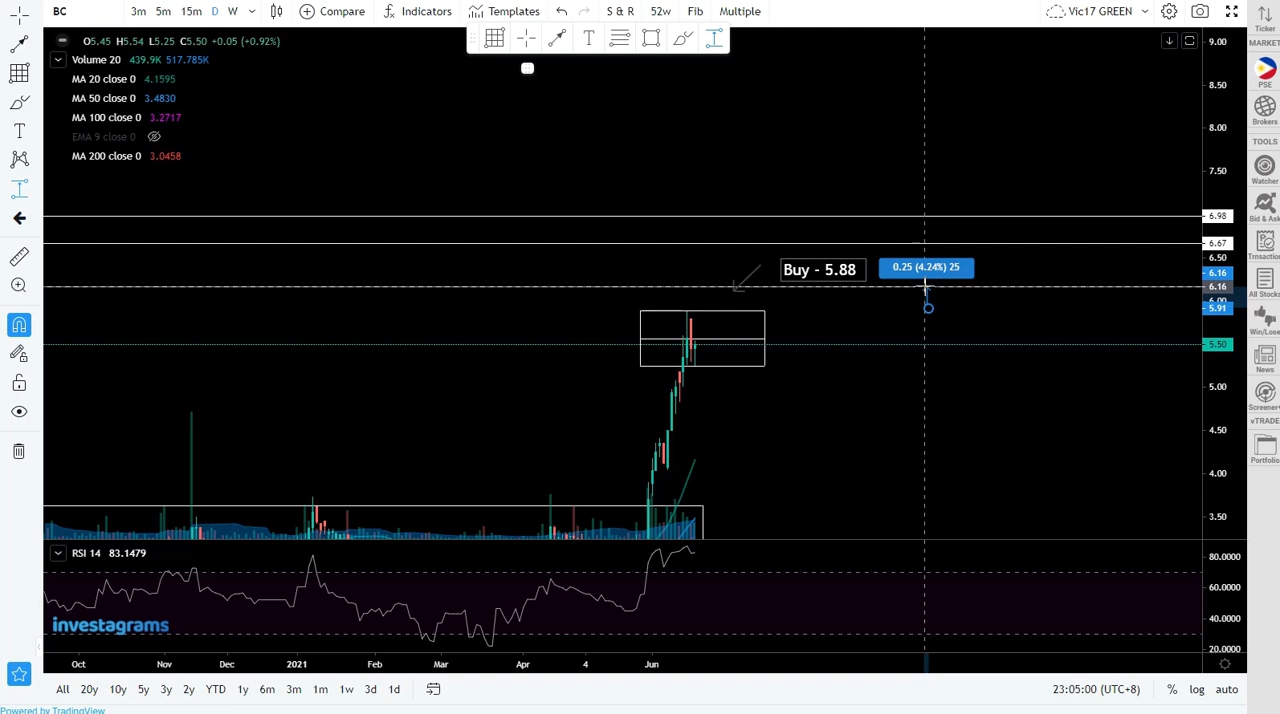 BC 3m 5m 15m D W Compare Indicators Templates S & R 52w Fib Multiple Vic17 GREEN
O5.45 H5.54 L5.25 C5.50 +0.05 (+0.92%)
Volume 20 439.9K 517.785K
MA 20 close 0 4.1595
MA 50 close 0 3.4830
MA 100 close 0 3.2717
EMA 9 close 0
MA 200 close 0 3.0458
Buy - 5.88
0.25 (4.24%) 25
9.00
8.50
8.00
7.50
6.98
6.67
6.50
6.16
6.16
6.00
5.91
5.50
5.00
4.50
4.00
3.50
RSI 14 83.1479
80.0000
60.0000
40.0000
20.0000
investagrams
Oct Nov Dec 2021 Feb Mar Apr 4 Jun
All 20y 10y 5y 3y 2y YTD 1y 6m 3m 1m 1w 3d 1d 23:05:00 (UTC+8) % log auto
Powered by TradingView
Ticker
MARKET
PSE
Brokers
TOOLS
Watcher
Bid & Ask
Trnsaction
All Stocks
Win/Lose
News
Screener
vTRADE
Portfolio